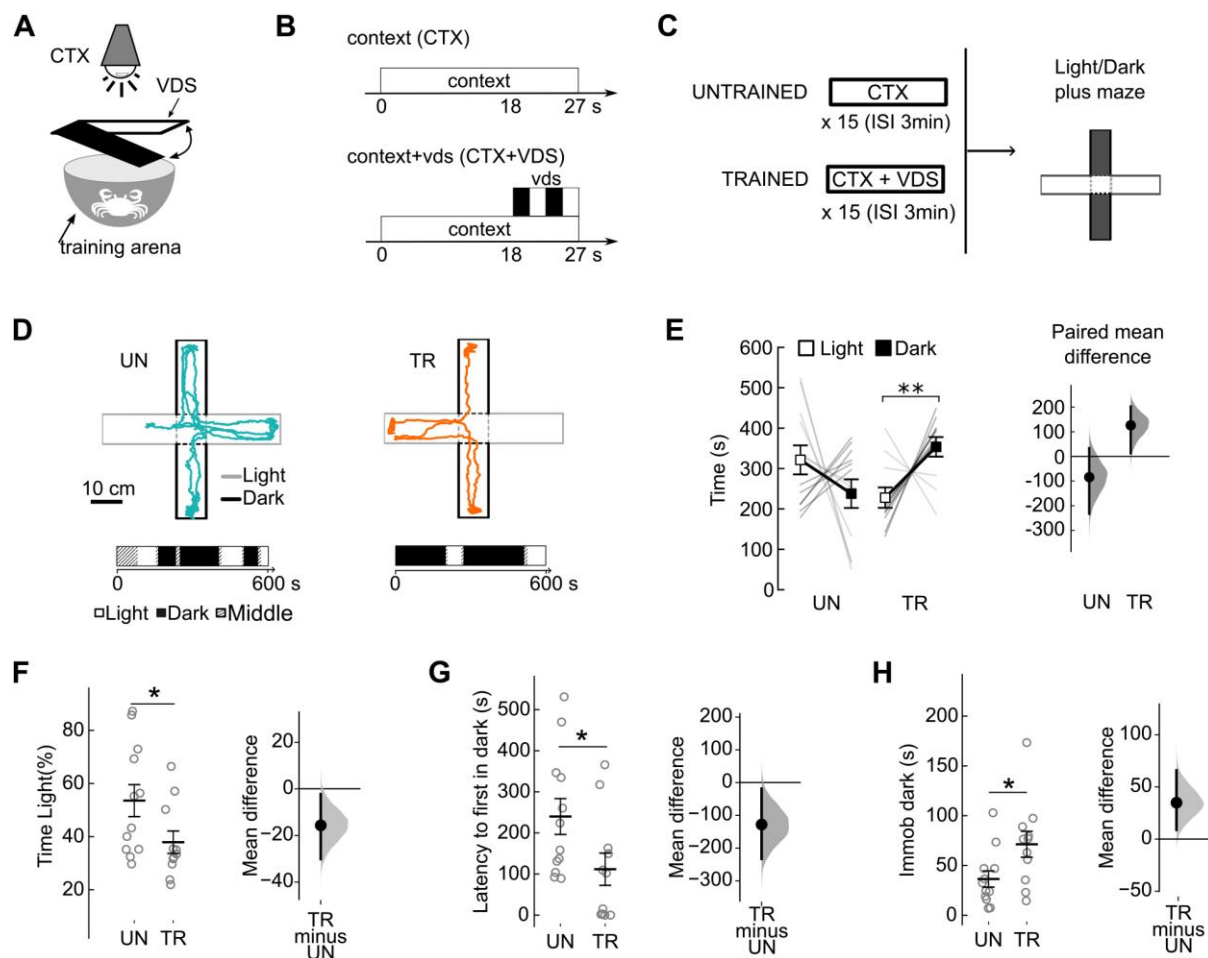 A
CTX
VDS
training arena
B
context (CTX)
context
0 18 27 s
context+vds (CTX+VDS)
vds
context
0 18 27 s
C
UNTRAINED
CTX
x 15 (ISI 3min)
TRAINED
CTX + VDS
x 15 (ISI 3min)
Light/Dark
plus maze
D
UN
TR
Light
Dark
10 cm
0 600 s
0 600 s
Light Dark Middle
E
Light Dark
**
Time (s)
600
500
400
300
200
100
0
UN TR
Paired mean
difference
200
100
0
-100
-200
-300
UN TR
F
*
Time Light(%)
80
60
40
20
UN TR
Mean difference
20
0
−20
−40
TR
minus
UN
G
*
Latency to first in dark (s)
500
400
300
200
100
0
UN TR
Mean difference
200
100
0
−100
−200
−300
TR
minus
UN
H
*
Immob dark (s)
200
150
100
50
0
UN TR
Mean difference
100
50
0
−50
TR
minus
UN